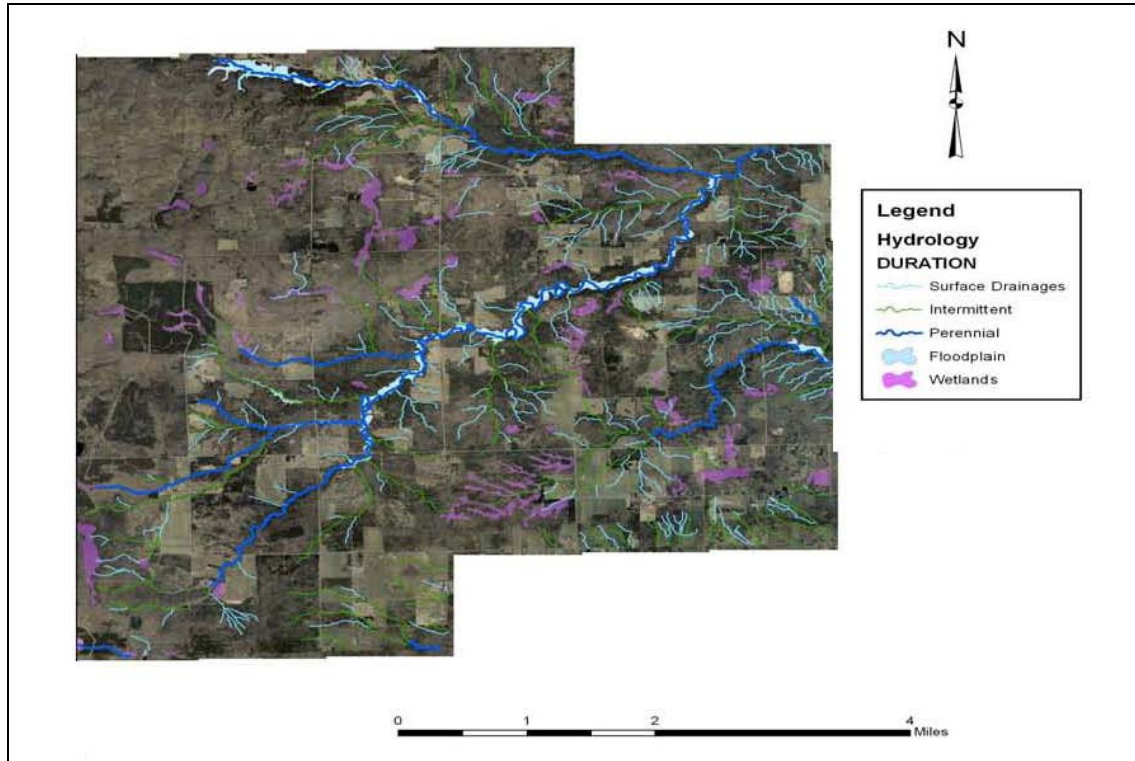 N
Legend
Hydrology
DURATION
Surface Drainages
Intermittent
Perennial
Floodplain
Wetlands
0 1 2 4
Miles